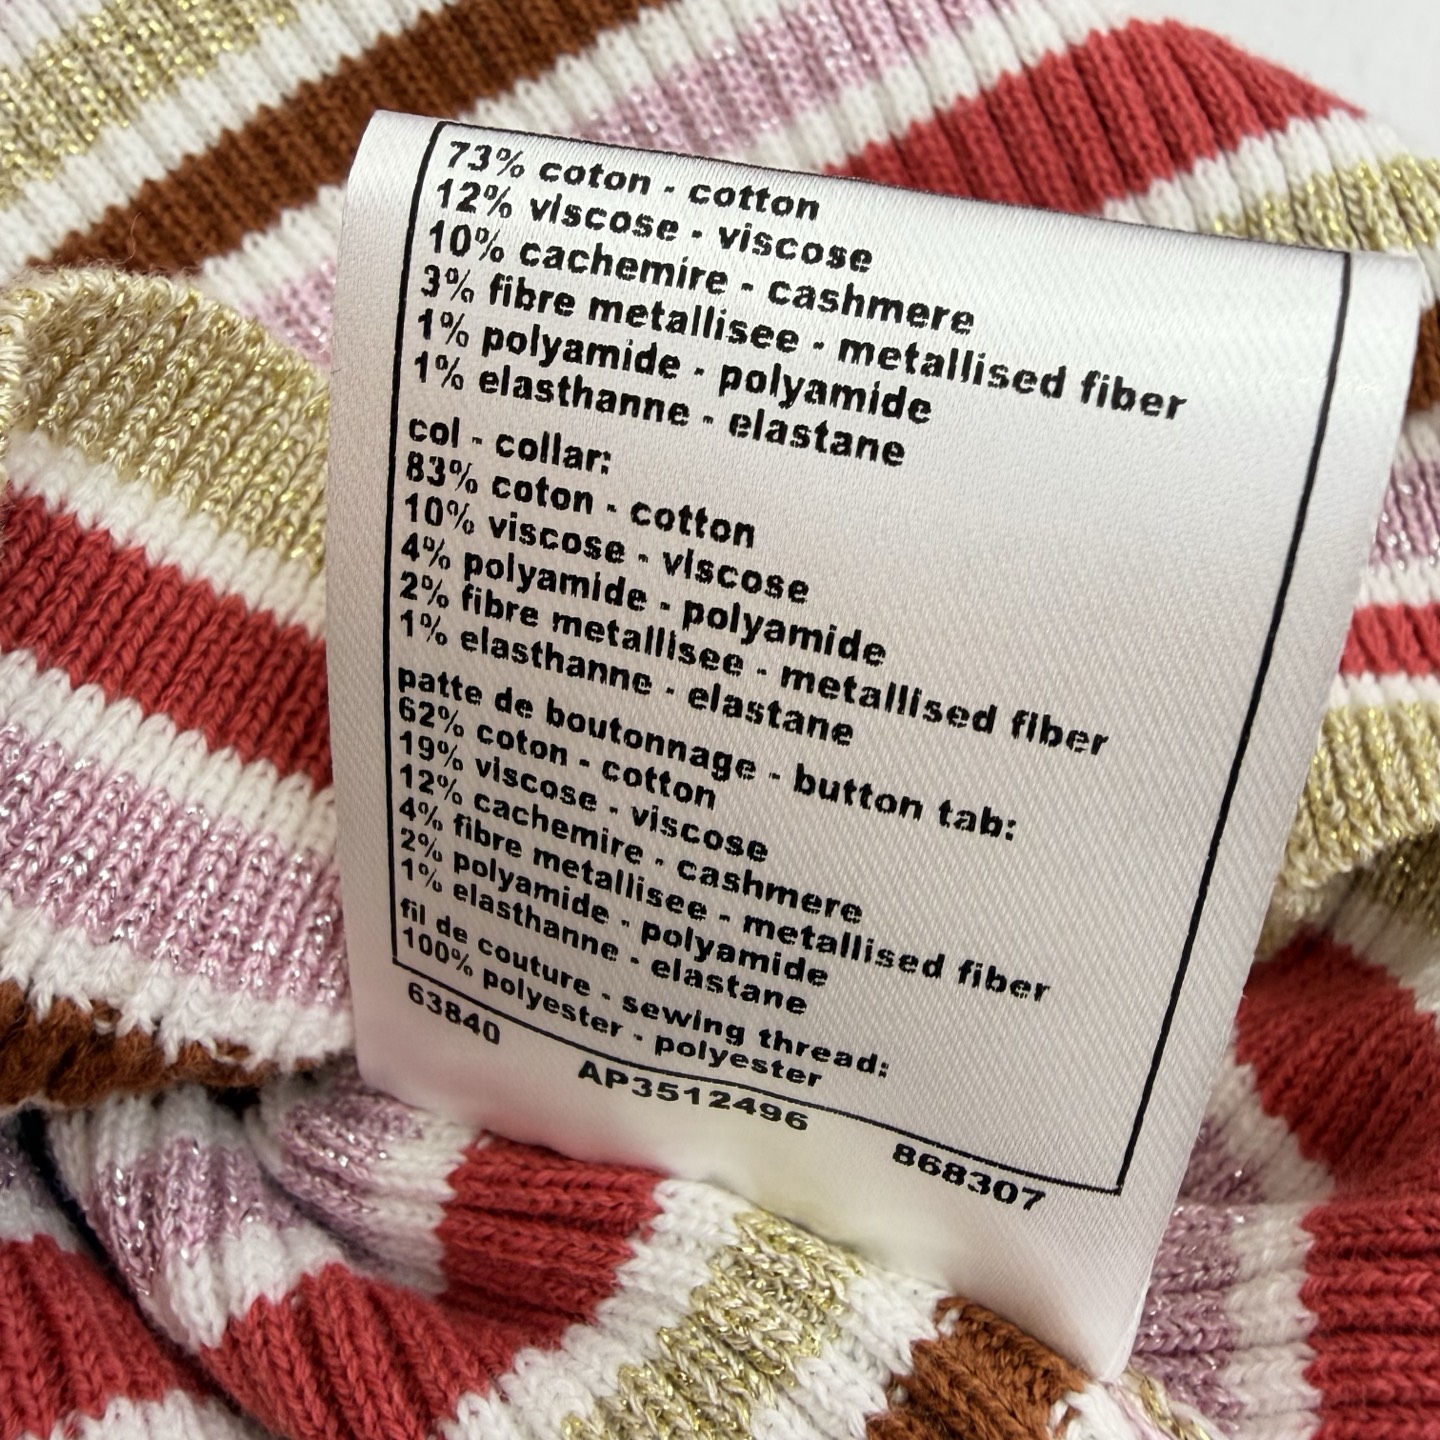 73% coton - cotton
12% viscose - viscose
10% cachemire - cashmere
3% fibre metallisee - metallised fiber
1% polyamide - polyamide
1% elasthanne - elastane
col - collar:
83% coton - cotton
10% viscose - viscose
4% polyamide - polyamide
2% fibre metallisee - metallised fiber
1% elasthanne - elastane
patte de boutonnage - button tab:
62% coton - cotton
19% viscose - viscose
12% cachemire - cashmere
4% fibre metallisee - metallised fiber
2% polyamide - polyamide
1% elasthanne - elastane
fil de couture - sewing thread:
100% polyester - polyester
63840 AP3512496 868307